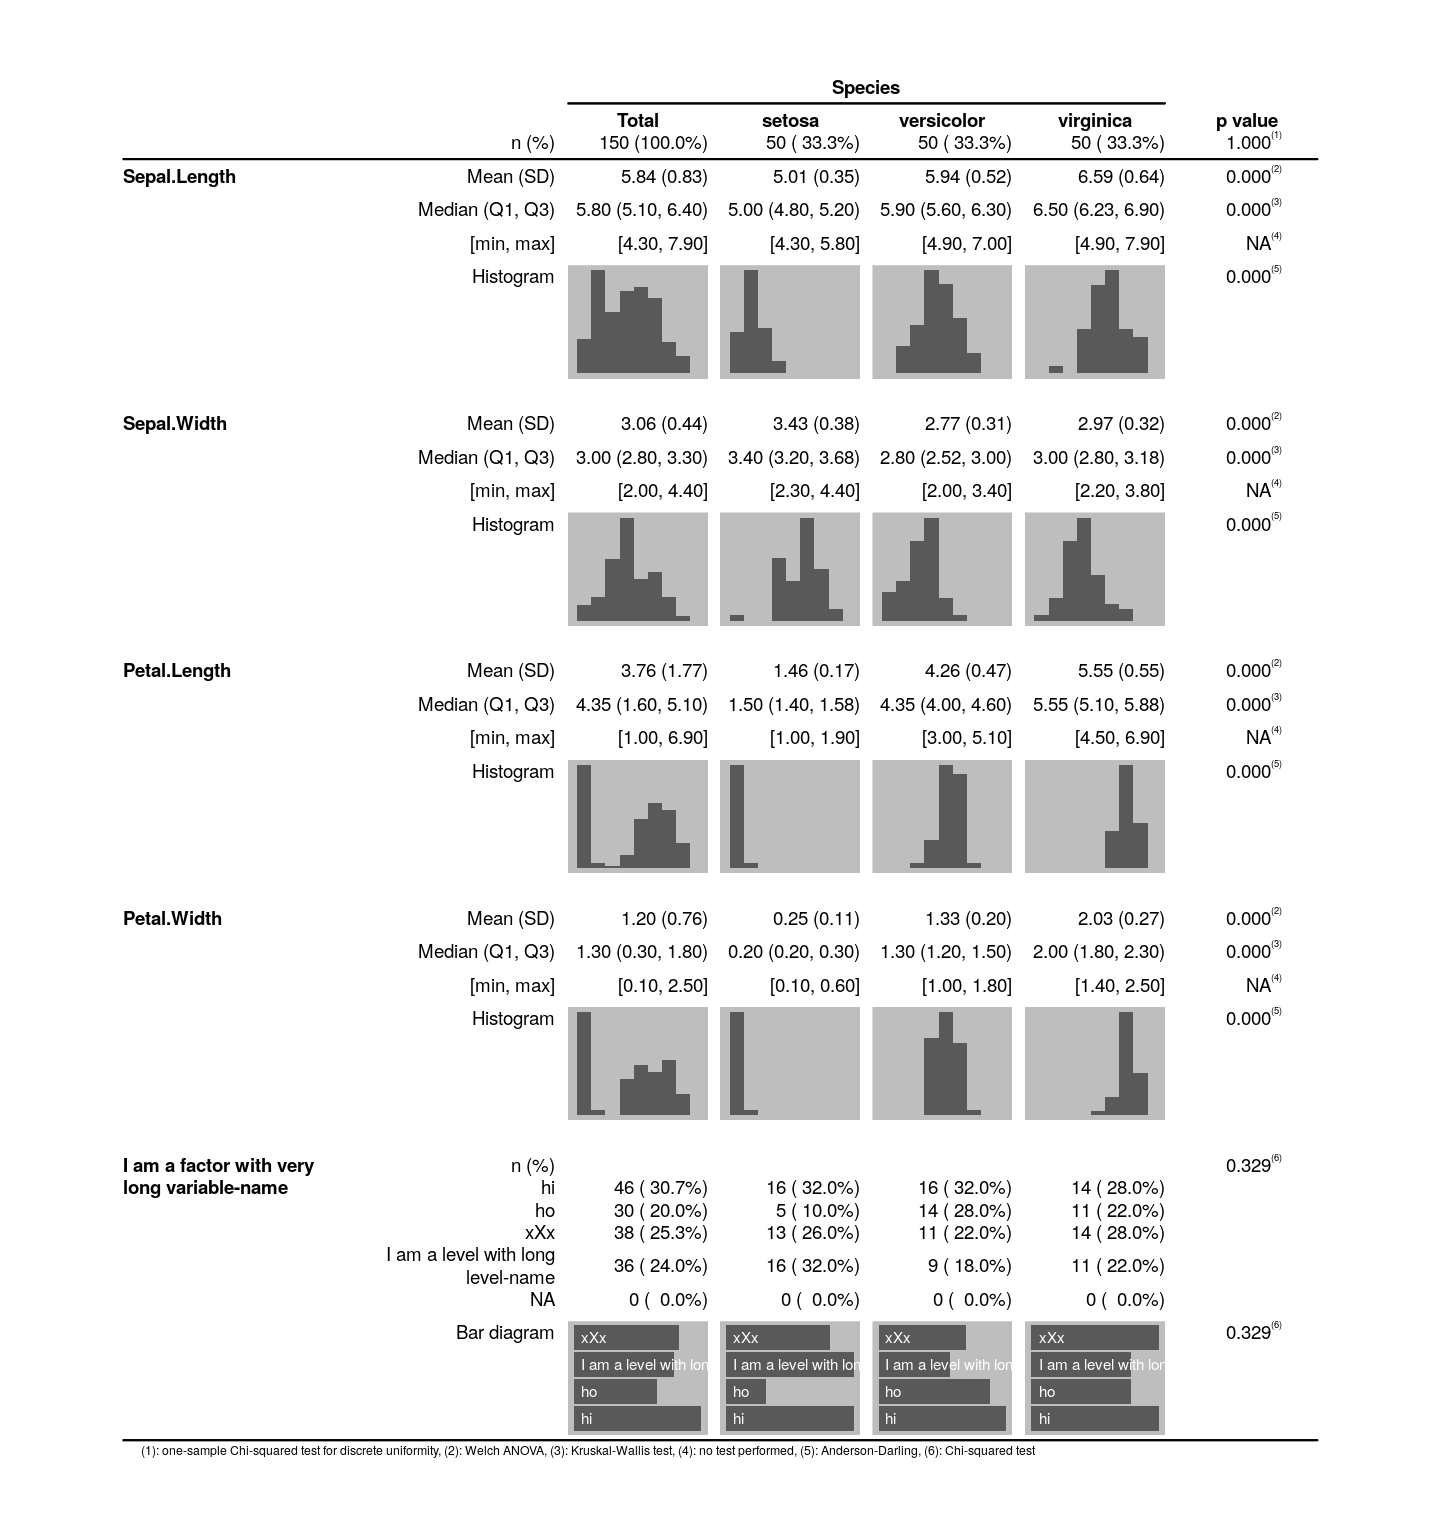 Species
Total setosa versicolor virginica p value
n (%) 150 (100.0%) 50 ( 33.3%) 50 ( 33.3%) 50 ( 33.3%) 1.000(1)
Sepal.Length Mean (SD) 5.84 (0.83) 5.01 (0.35) 5.94 (0.52) 6.59 (0.64) 0.000(2)
Median (Q1, Q3) 5.80 (5.10, 6.40) 5.00 (4.80, 5.20) 5.90 (5.60, 6.30) 6.50 (6.23, 6.90) 0.000(3)
[min, max] [4.30, 7.90] [4.30, 5.80] [4.90, 7.00] [4.90, 7.90] NA(4)
Histogram 0.000(5)
Sepal.Width Mean (SD) 3.06 (0.44) 3.43 (0.38) 2.77 (0.31) 2.97 (0.32) 0.000(2)
Median (Q1, Q3) 3.00 (2.80, 3.30) 3.40 (3.20, 3.68) 2.80 (2.52, 3.00) 3.00 (2.80, 3.18) 0.000(3)
[min, max] [2.00, 4.40] [2.30, 4.40] [2.00, 3.40] [2.20, 3.80] NA(4)
Histogram 0.000(5)
Petal.Length Mean (SD) 3.76 (1.77) 1.46 (0.17) 4.26 (0.47) 5.55 (0.55) 0.000(2)
Median (Q1, Q3) 4.35 (1.60, 5.10) 1.50 (1.40, 1.58) 4.35 (4.00, 4.60) 5.55 (5.10, 5.88) 0.000(3)
[min, max] [1.00, 6.90] [1.00, 1.90] [3.00, 5.10] [4.50, 6.90] NA(4)
Histogram 0.000(5)
Petal.Width Mean (SD) 1.20 (0.76) 0.25 (0.11) 1.33 (0.20) 2.03 (0.27) 0.000(2)
Median (Q1, Q3) 1.30 (0.30, 1.80) 0.20 (0.20, 0.30) 1.30 (1.20, 1.50) 2.00 (1.80, 2.30) 0.000(3)
[min, max] [0.10, 2.50] [0.10, 0.60] [1.00, 1.80] [1.40, 2.50] NA(4)
Histogram 0.000(5)
I am a factor with very n (%) 0.329(6)
long variable-name hi 46 ( 30.7%) 16 ( 32.0%) 16 ( 32.0%) 14 ( 28.0%)
ho 30 ( 20.0%) 5 ( 10.0%) 14 ( 28.0%) 11 ( 22.0%)
xXx 38 ( 25.3%) 13 ( 26.0%) 11 ( 22.0%) 14 ( 28.0%)
I am a level with long
level-name 36 ( 24.0%) 16 ( 32.0%) 9 ( 18.0%) 11 ( 22.0%)
NA 0 ( 0.0%) 0 ( 0.0%) 0 ( 0.0%) 0 ( 0.0%)
Bar diagram xXx xXx xXx xXx 0.329(6)
I am a level with lon I am a level with lon I am a level with lon I am a level with lon
ho ho ho ho
hi hi hi hi
(1): one-sample Chi-squared test for discrete uniformity, (2): Welch ANOVA, (3): Kruskal-Wallis test, (4): no test performed, (5): Anderson-Darling, (6): Chi-squared test